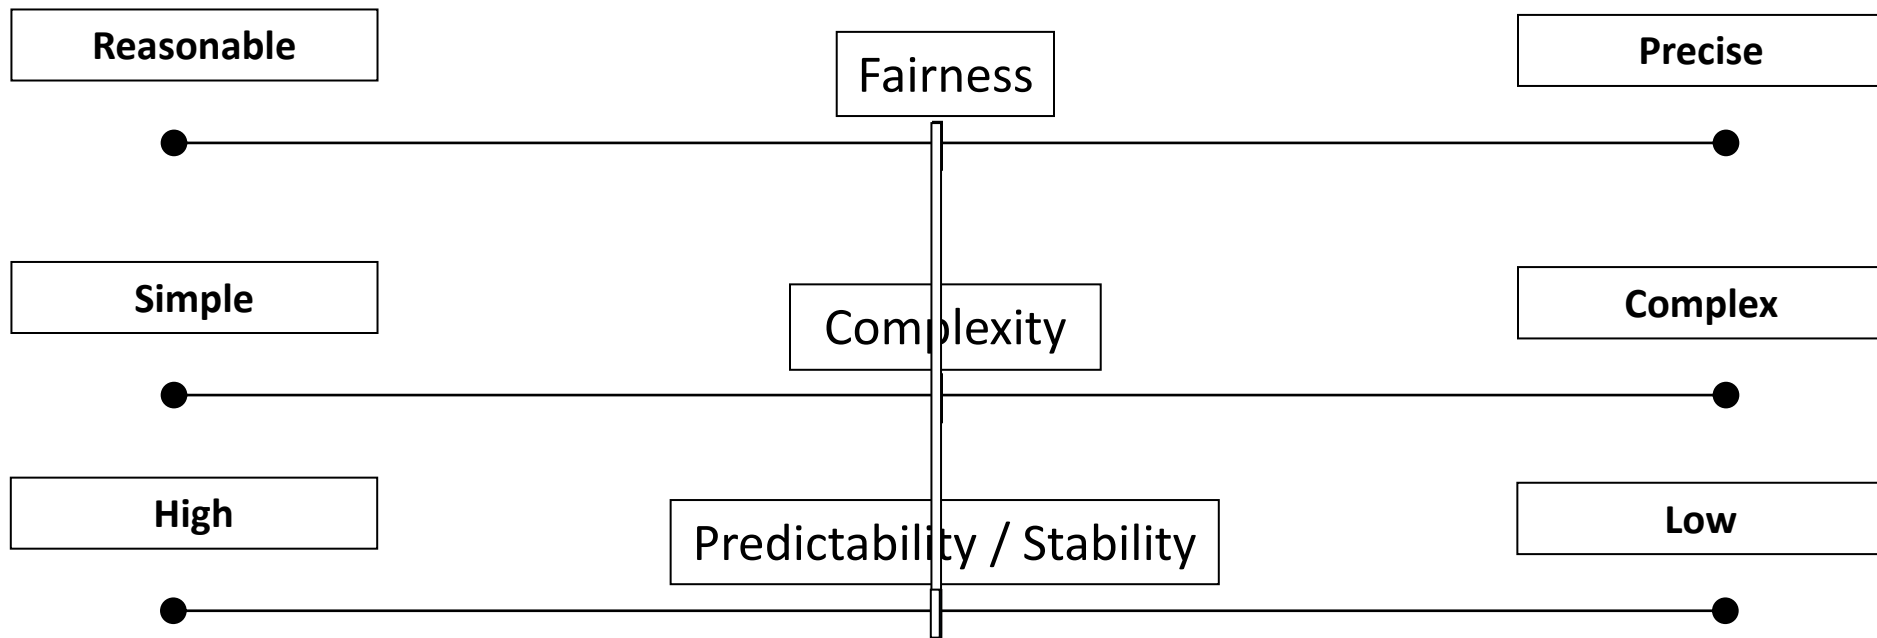 Reasonable
Fairness
Precise
Simple
Complexity
Complex
High
Predictability / Stability
Low